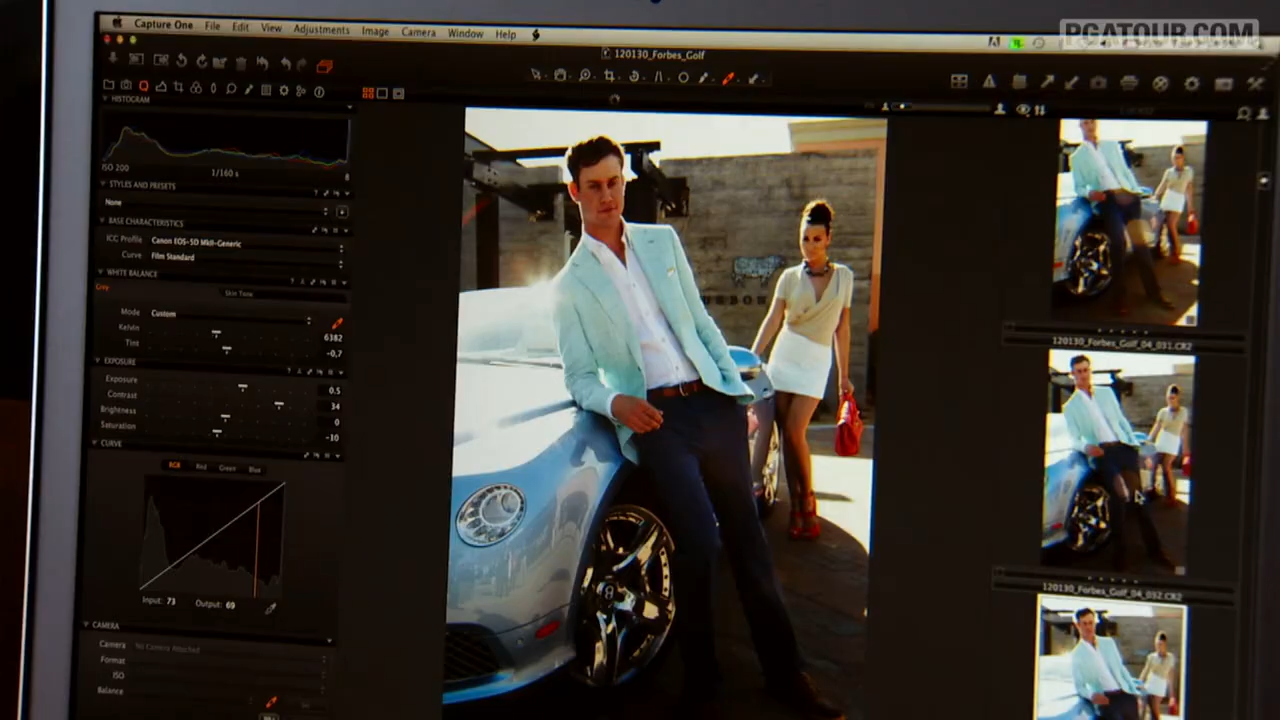 PGATOUR.COM
Capture One File Edit View Adjustments Image Camera Window Help
120130_Forbes_Golf
HISTOGRAM
ISO 200 1/160 s
STYLES AND PRESETS
None
BASE CHARACTERISTICS
ICC Profile Canon EOS-5D MkII-Generic
Curve Film Standard
WHITE BALANCE
Grey Skin Tone
Mode Custom
Kelvin 6382
Tint -0,7
EXPOSURE
Exposure 0.5
Contrast 34
Brightness 0
Saturation -10
CURVE
RGB Red Green Blue
Input: 73 Output: 69
CAMERA
Camera No Camera Attached
Format
ISO
Balance
120130_Forbes_Golf_04_031.CR2
120130_Forbes_Golf_04_032.CR2